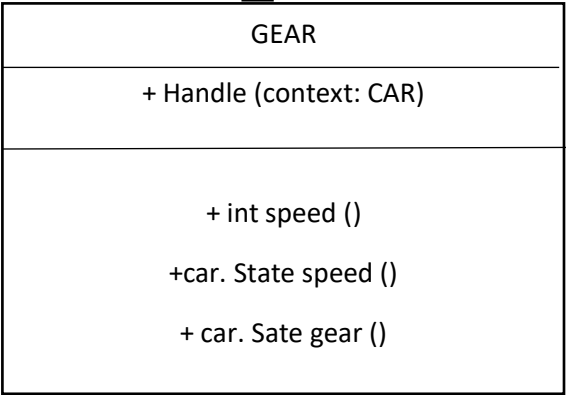 GEAR
+ Handle (context: CAR)
+ int speed ()
+car. State speed ()
+ car. Sate gear ()